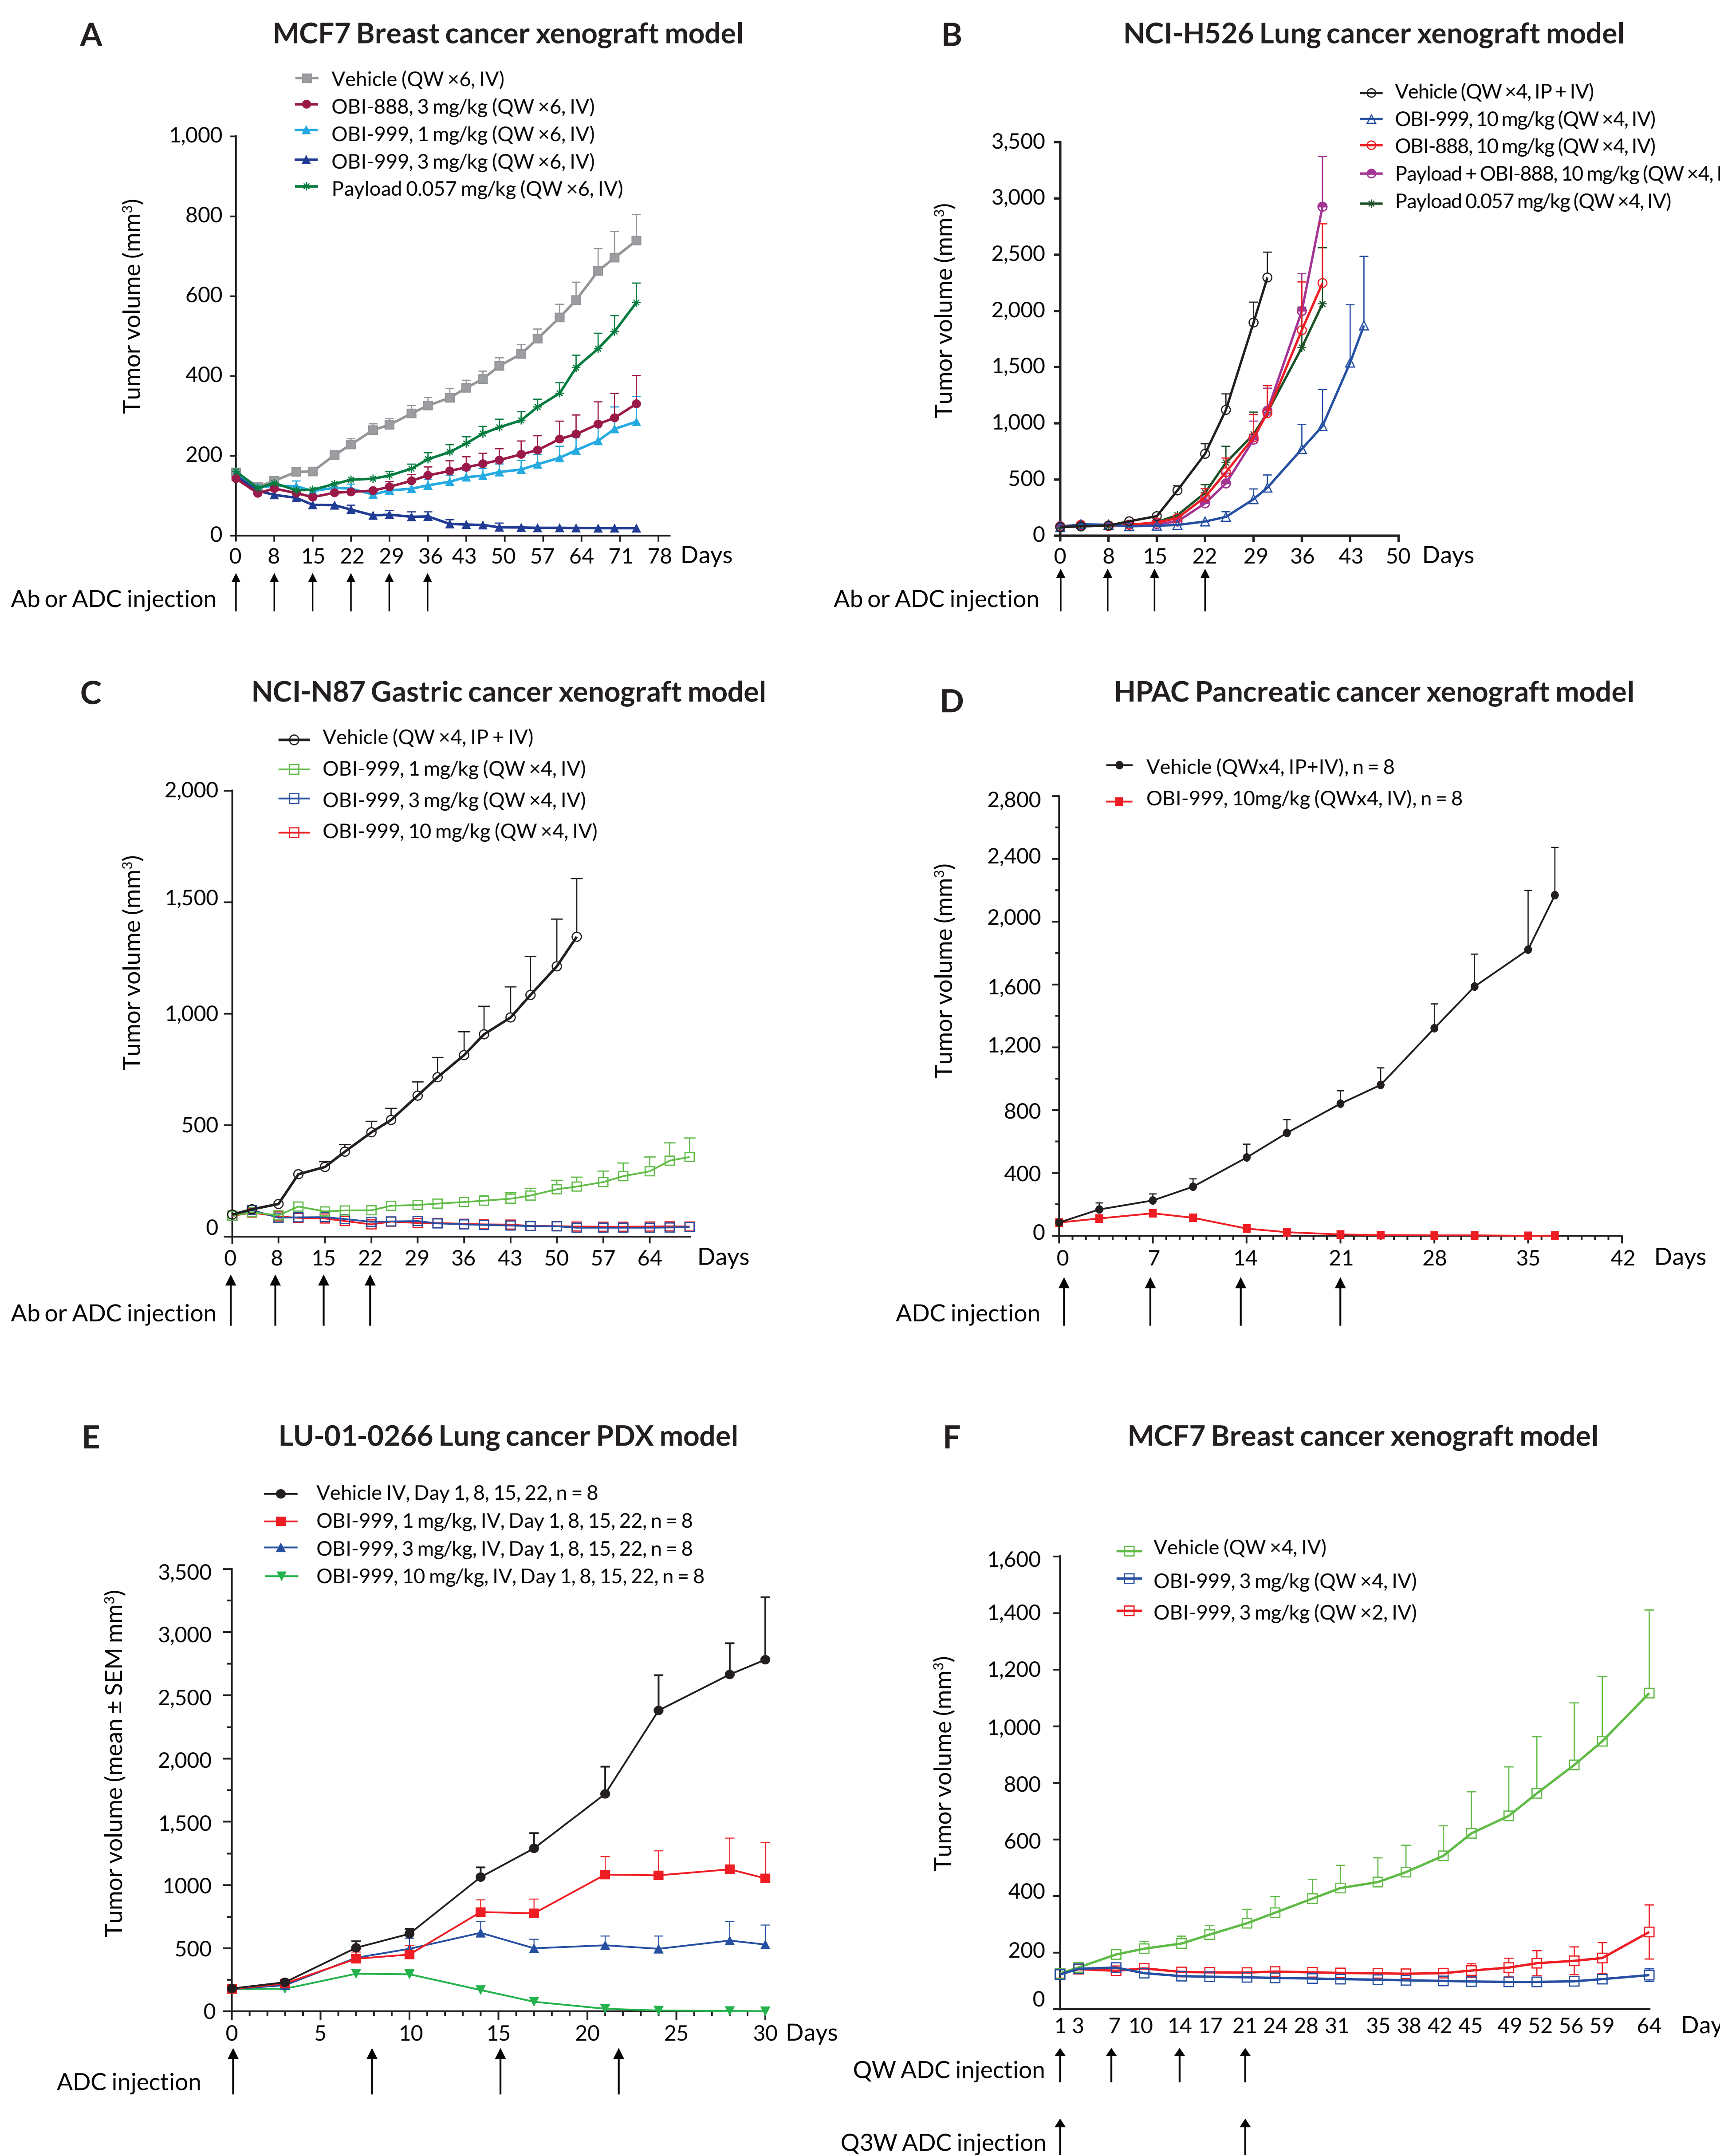 A
MCF7 Breast cancer xenograft model
Vehicle (QW ×6, IV)
OBI-888, 3 mg/kg (QW ×6, IV)
OBI-999, 1 mg/kg (QW ×6, IV)
OBI-999, 3 mg/kg (QW ×6, IV)
Payload 0.057 mg/kg (QW ×6, IV)
Tumor volume (mm³)
1,000
800
600
400
200
0
0 8 15 22 29 36 43 50 57 64 71 78 Days
Ab or ADC injection
B
NCI-H526 Lung cancer xenograft model
Vehicle (QW ×4, IP + IV)
OBI-999, 10 mg/kg (QW ×4, IV)
OBI-888, 10 mg/kg (QW ×4, IV)
Payload + OBI-888, 10 mg/kg (QW ×4, I
Payload 0.057 mg/kg (QW ×4, IV)
Tumor volume (mm³)
3,500
3,000
2,500
2,000
1,500
1,000
500
0
0 8 15 22 29 36 43 50 Days
Ab or ADC injection
C
NCI-N87 Gastric cancer xenograft model
Vehicle (QW ×4, IP + IV)
OBI-999, 1 mg/kg (QW ×4, IV)
OBI-999, 3 mg/kg (QW ×4, IV)
OBI-999, 10 mg/kg (QW ×4, IV)
Tumor volume (mm³)
2,000
1,500
1,000
500
0
0 8 15 22 29 36 43 50 57 64 Days
Ab or ADC injection
D
HPAC Pancreatic cancer xenograft model
Vehicle (QWx4, IP+IV), n = 8
OBI-999, 10mg/kg (QWx4, IV), n = 8
Tumor volume (mm³)
2,800
2,400
2,000
1,600
1,200
800
400
0
0 7 14 21 28 35 42 Days
ADC injection
E
LU-01-0266 Lung cancer PDX model
Vehicle IV, Day 1, 8, 15, 22, n = 8
OBI-999, 1 mg/kg, IV, Day 1, 8, 15, 22, n = 8
OBI-999, 3 mg/kg, IV, Day 1, 8, 15, 22, n = 8
OBI-999, 10 mg/kg, IV, Day 1, 8, 15, 22, n = 8
Tumor volume (mean ± SEM mm³)
3,500
3,000
2,500
2,000
1,500
1000
500
0
0 5 10 15 20 25 30 Days
ADC injection
F
MCF7 Breast cancer xenograft model
Vehicle (QW ×4, IV)
OBI-999, 3 mg/kg (QW ×4, IV)
OBI-999, 3 mg/kg (QW ×2, IV)
Tumor volume (mm³)
1,600
1,400
1,200
1,000
800
600
400
200
0
1 3 7 10 14 17 21 24 28 31 35 38 42 45 49 52 56 59 64 Day
QW ADC injection
Q3W ADC injection